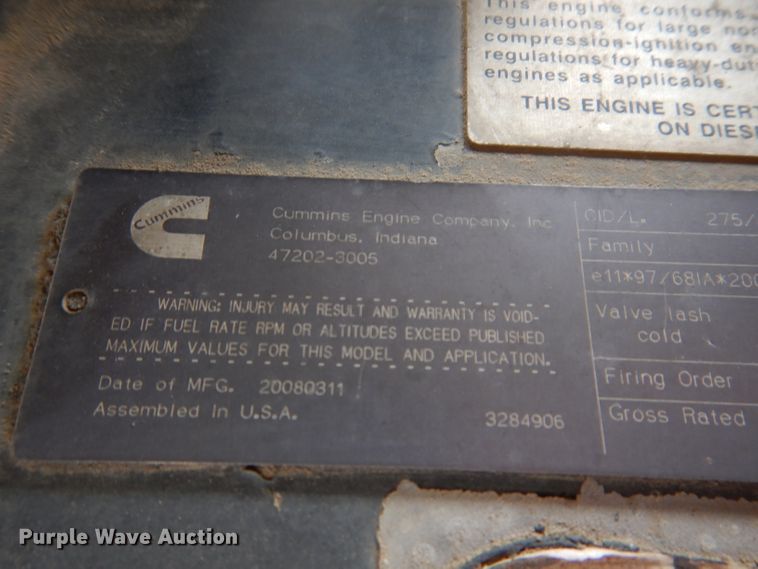 This engine conforms
regulations for large no
compression-ignition en
regulations for heavy-dut
engines as applicable.
THIS ENGINE IS CERT
ON DIESE
Cummins
Cummins Engine Company, Inc
Columbus, Indiana
47202-3005
WARNING: INJURY MAY RESULT AND WARRANTY IS VOID-
ED IF FUEL RATE RPM OR ALTITUDES EXCEED PUBLISHED
MAXIMUM VALUES FOR THIS MODEL AND APPLICATION.
Date of MFG. 20080311
Assembled in U.S.A.
3284906
CID/L. 275/
Family
e11*97/68IA*200
Valve lash
cold
Firing Order
Gross Rated
Purple Wave Auction